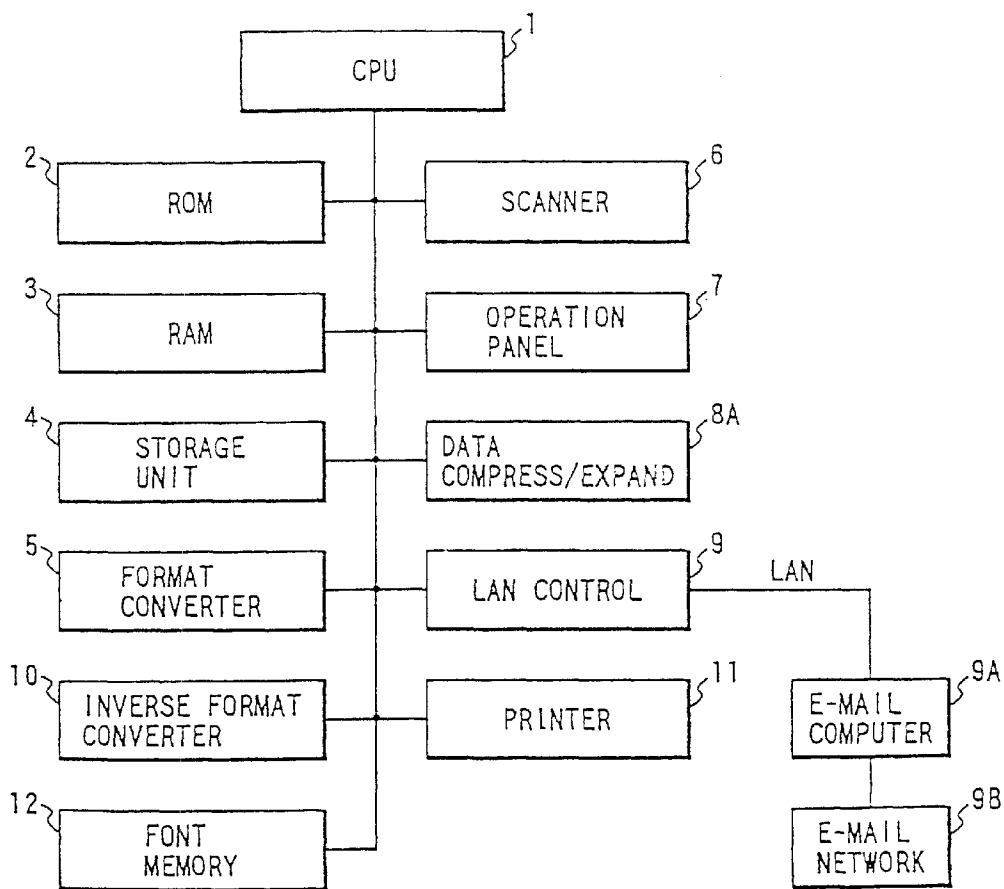 1
CPU
2
ROM
6
SCANNER
3
RAM
7
OPERATION
PANEL
4
STORAGE
UNIT
8A
DATA
COMPRESS/EXPAND
5
FORMAT
CONVERTER
9
LAN CONTROL
LAN
10
INVERSE FORMAT
CONVERTER
11
PRINTER
9A
E-MAIL
COMPUTER
12
FONT
MEMORY
9B
E-MAIL
NETWORK